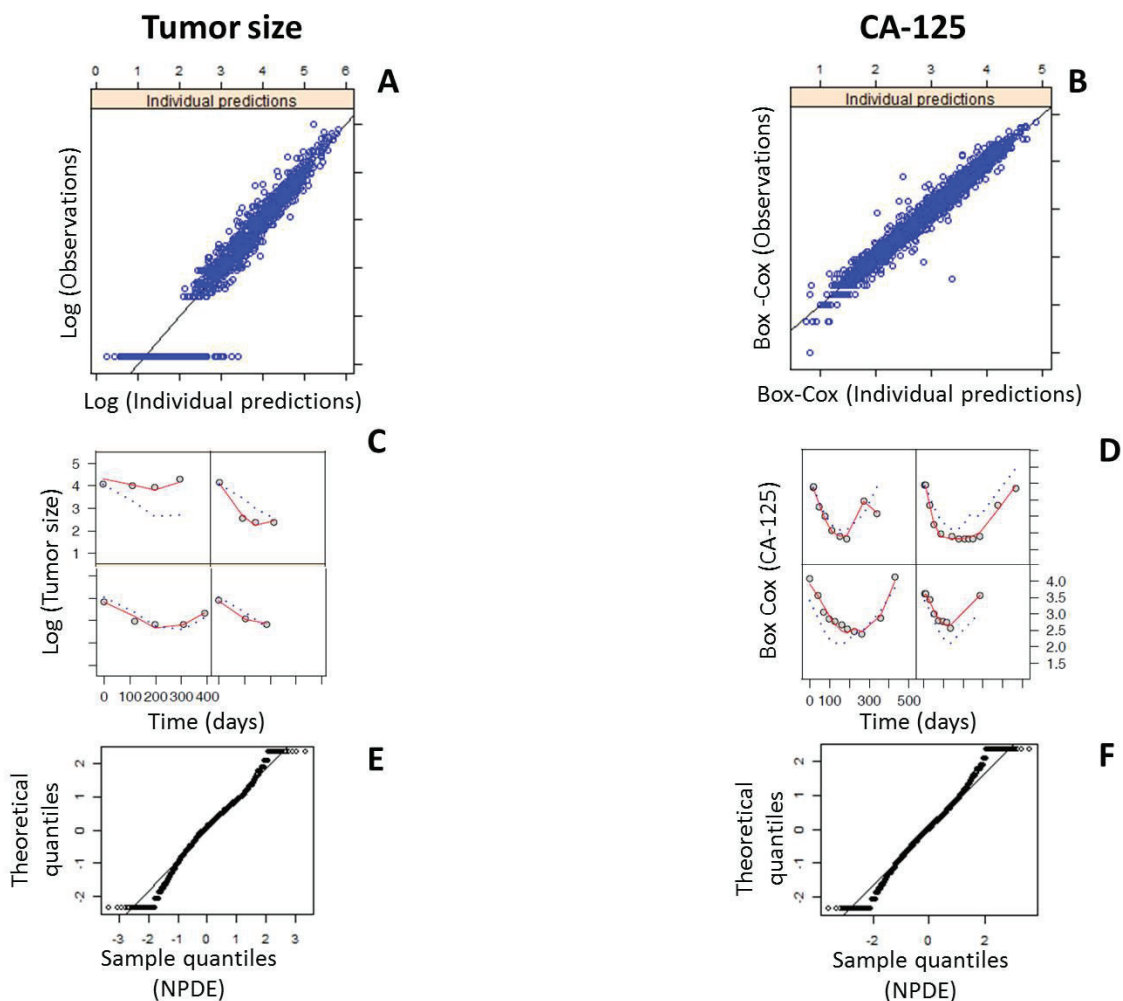 Tumor size
CA-125
0 1 2 3 4 5 6
A
Individual predictions
Log (Observations)
Log (Individual predictions)
1 2 3 4 5
B
Individual predictions
Box -Cox (Observations)
Box-Cox (Individual predictions)
C
5
4
3
2
1
Log (Tumor size)
0 100 200 300 400
Time (days)
D
Box Cox (CA-125)
4.0
3.5
3.0
2.5
2.0
1.5
0 100 300 500
Time (days)
E
Theoretical
quantiles
2
1
0
-1
-2
-3 -2 -1 0 1 2 3
Sample quantiles
(NPDE)
F
Theoretical
quantiles
2
1
0
-1
-2
-2 0 2
Sample quantiles
(NPDE)